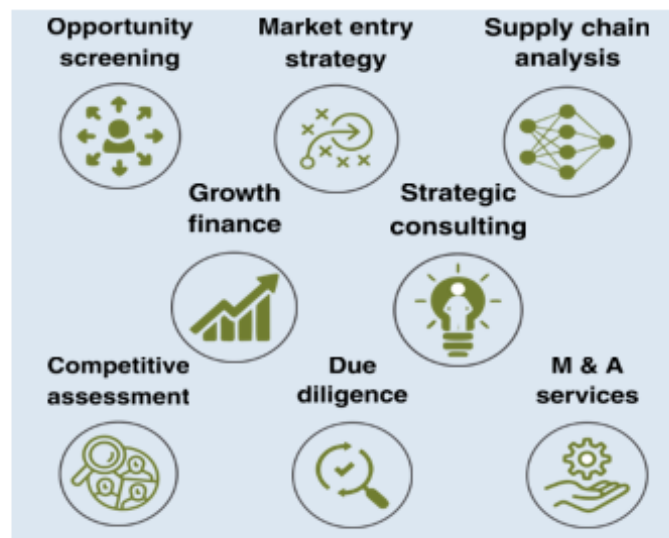 Opportunity
screening
Market entry
strategy
Supply chain
analysis
Growth
finance
Strategic
consulting
Competitive
assessment
Due
diligence
M & A
services